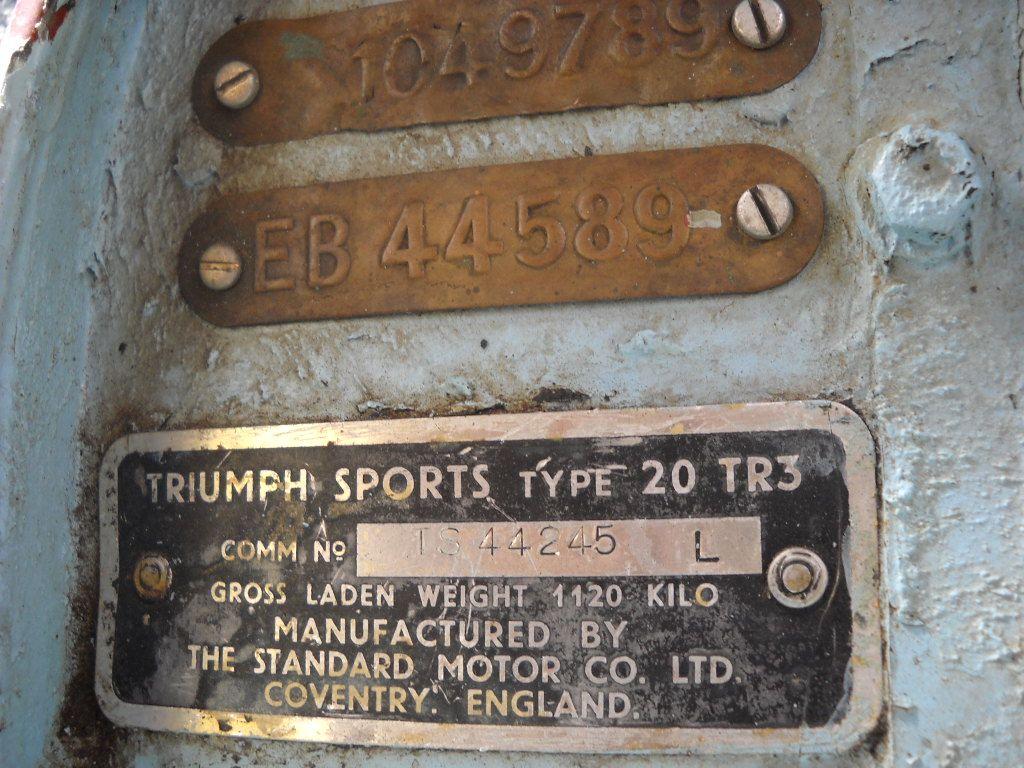 1049789
EB 44589
TRIUMPH SPORTS TYPE 20 TR3
COMM. Nº TS 44245 L
GROSS LADEN WEIGHT 1120 KILO
MANUFACTURED BY
THE STANDARD MOTOR CO. LTD.
COVENTRY. ENGLAND.